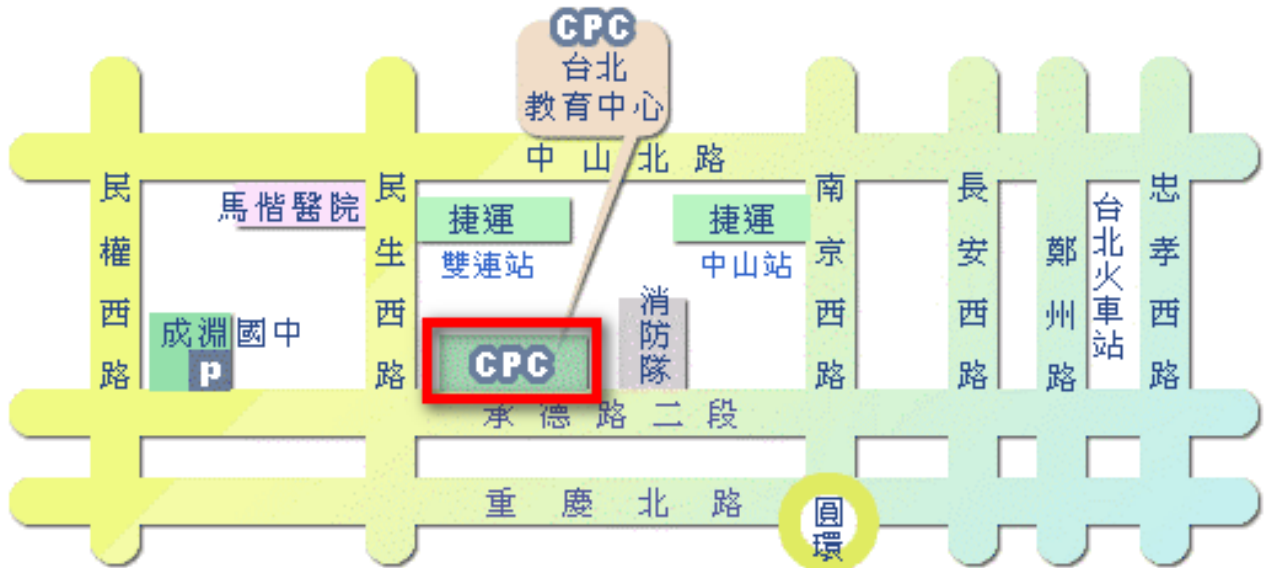 CPC
台北
教育中心
中山北路
民權西路
馬偕醫院
民生西路
捷運
雙連站
捷運
中山站
南京西路
長安西路
鄭州路
台北火車站
忠孝西路
成淵國中
P
CPC
消防隊
承德路二段
重慶北路
圓環